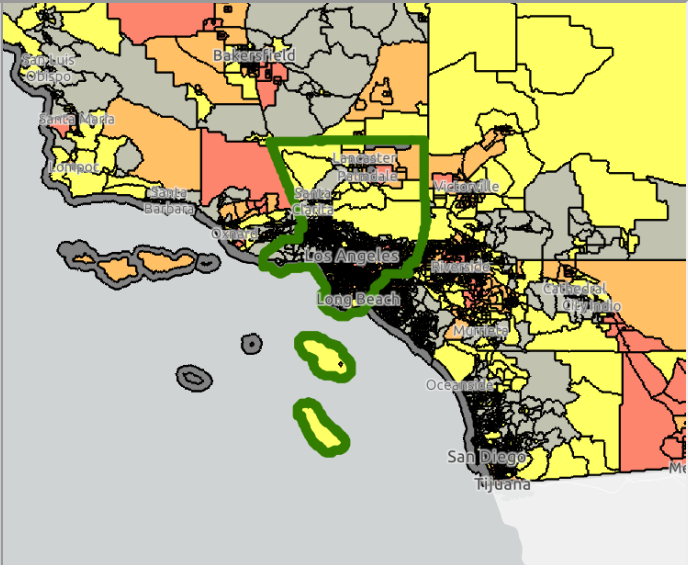 San Luis
Obispo
Bakersfield
Santa Maria
Lompoc
Santa
Barbara
Lancaster
Palmdale
Santa
Clarita
Victorville
Oxnard
Los Angeles
Riverside
Long Beach
Cathedral
City
Indio
Murrieta
Oceanside
San Diego
Me
Tijuana